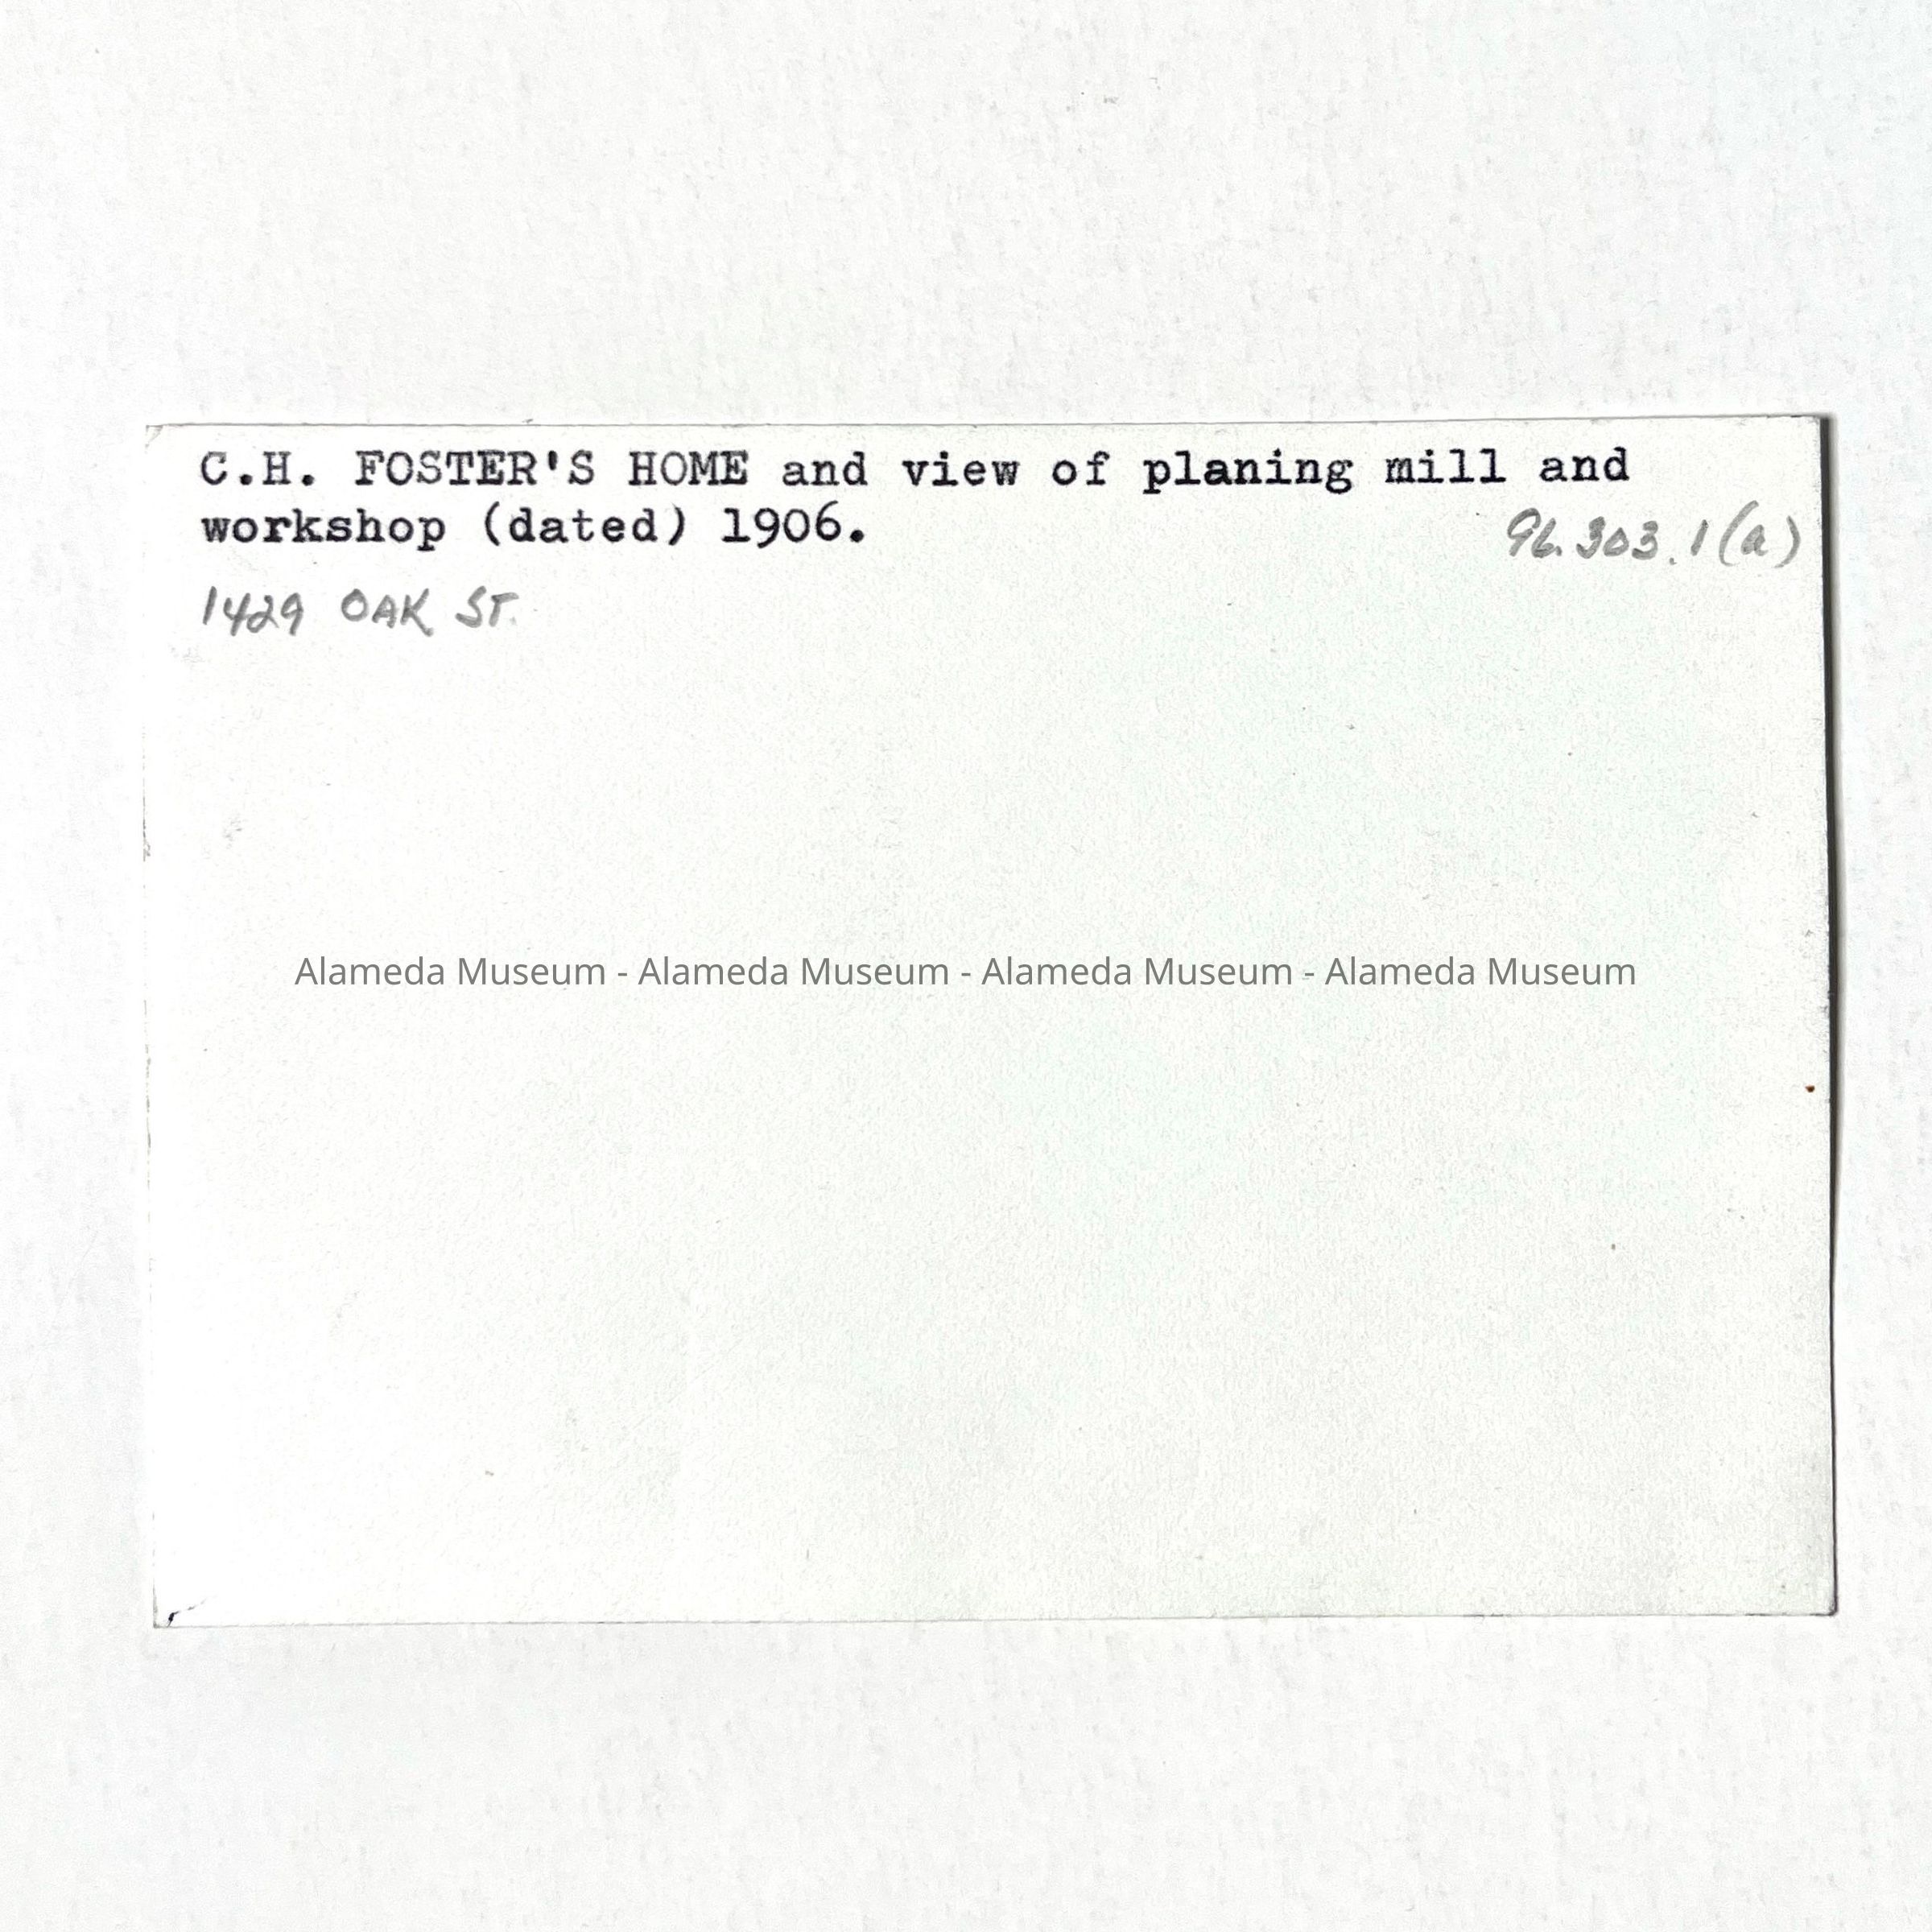 C.H. FOSTER'S HOME and view of planing mill and
workshop (dated) 1906.
96.303.1(a)
1429 OAK ST.
Alameda Museum - Alameda Museum - Alameda Museum - Alameda Museum